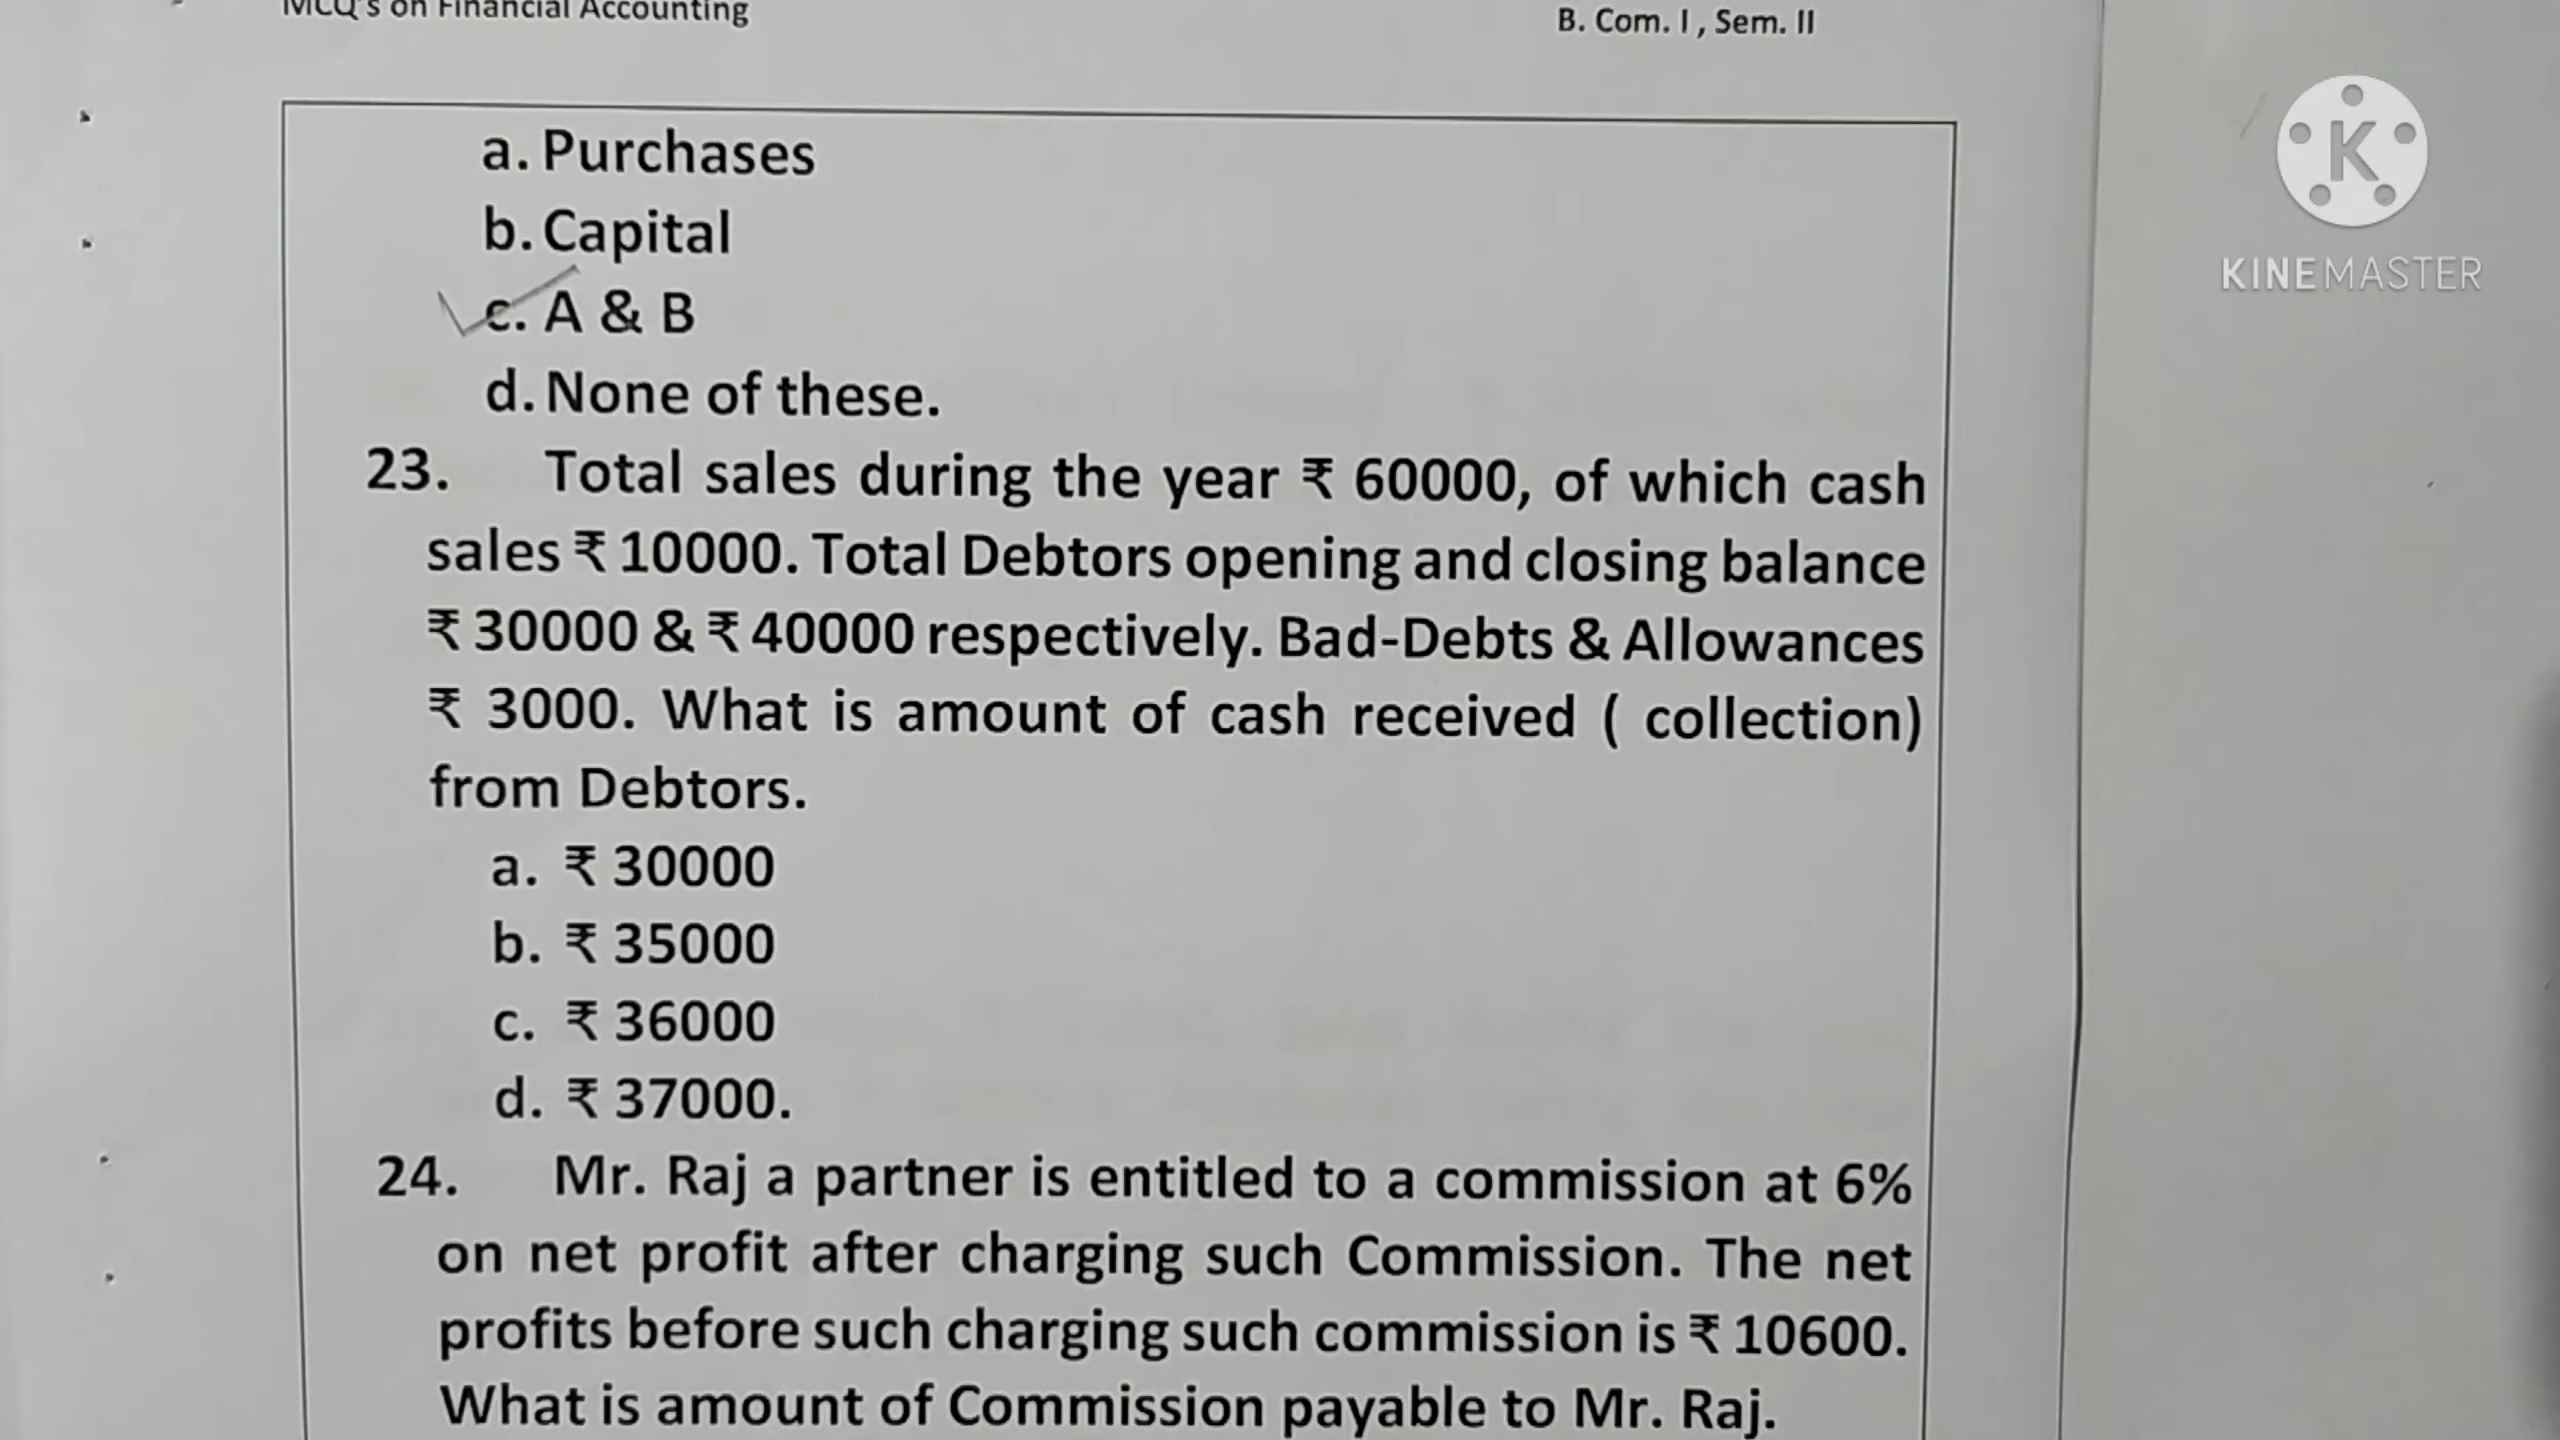 MCQ's on Financial Accounting
B. Com. I , Sem. II
K
KINEMASTER
a. Purchases
b. Capital
c. A & B
d. None of these.
23. Total sales during the year ₹ 60000, of which cash
sales ₹ 10000. Total Debtors opening and closing balance
₹ 30000 & ₹ 40000 respectively. Bad-Debts & Allowances
₹ 3000. What is amount of cash received ( collection)
from Debtors.
a. ₹ 30000
b. ₹ 35000
c. ₹ 36000
d. ₹ 37000.
24. Mr. Raj a partner is entitled to a commission at 6%
on net profit after charging such Commission. The net
profits before such charging such commission is ₹ 10600.
What is amount of Commission payable to Mr. Raj.